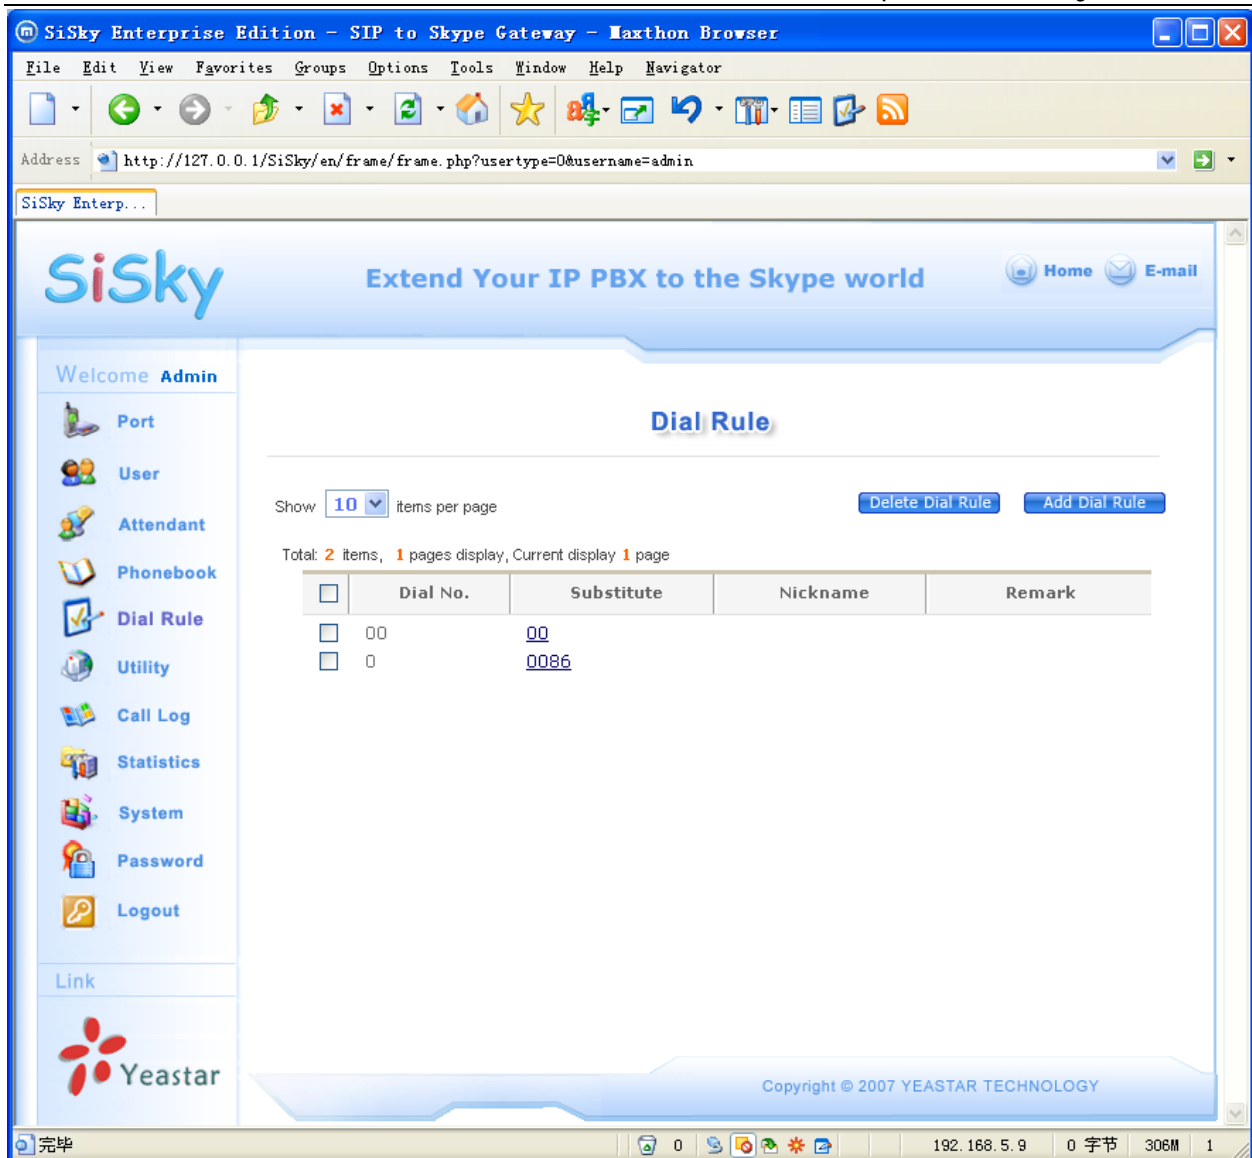 SiSky Enterprise Edition - SIP to Skype Gateway - Maxthon Browser
File Edit View Favorites Groups Options Tools Window Help Navigator
Address http://127.0.0.1/SiSky/en/frame/frame.php?usertype=0&username=admin
SiSky Enterp...
SiSky
Extend Your IP PBX to the Skype world
Home E-mail
Welcome Admin
Port
User
Attendant
Phonebook
Dial Rule
Utility
Call Log
Statistics
System
Password
Logout
Link
Yeastar
Dial Rule
Show 10 items per page
Delete Dial Rule Add Dial Rule
Total: 2 items, 1 pages display, Current display 1 page
Dial No. Substitute Nickname Remark
00 00
0 0086
Copyright © 2007 YEASTAR TECHNOLOGY
完毕 0 192.168.5.9 0 字节 306M 1